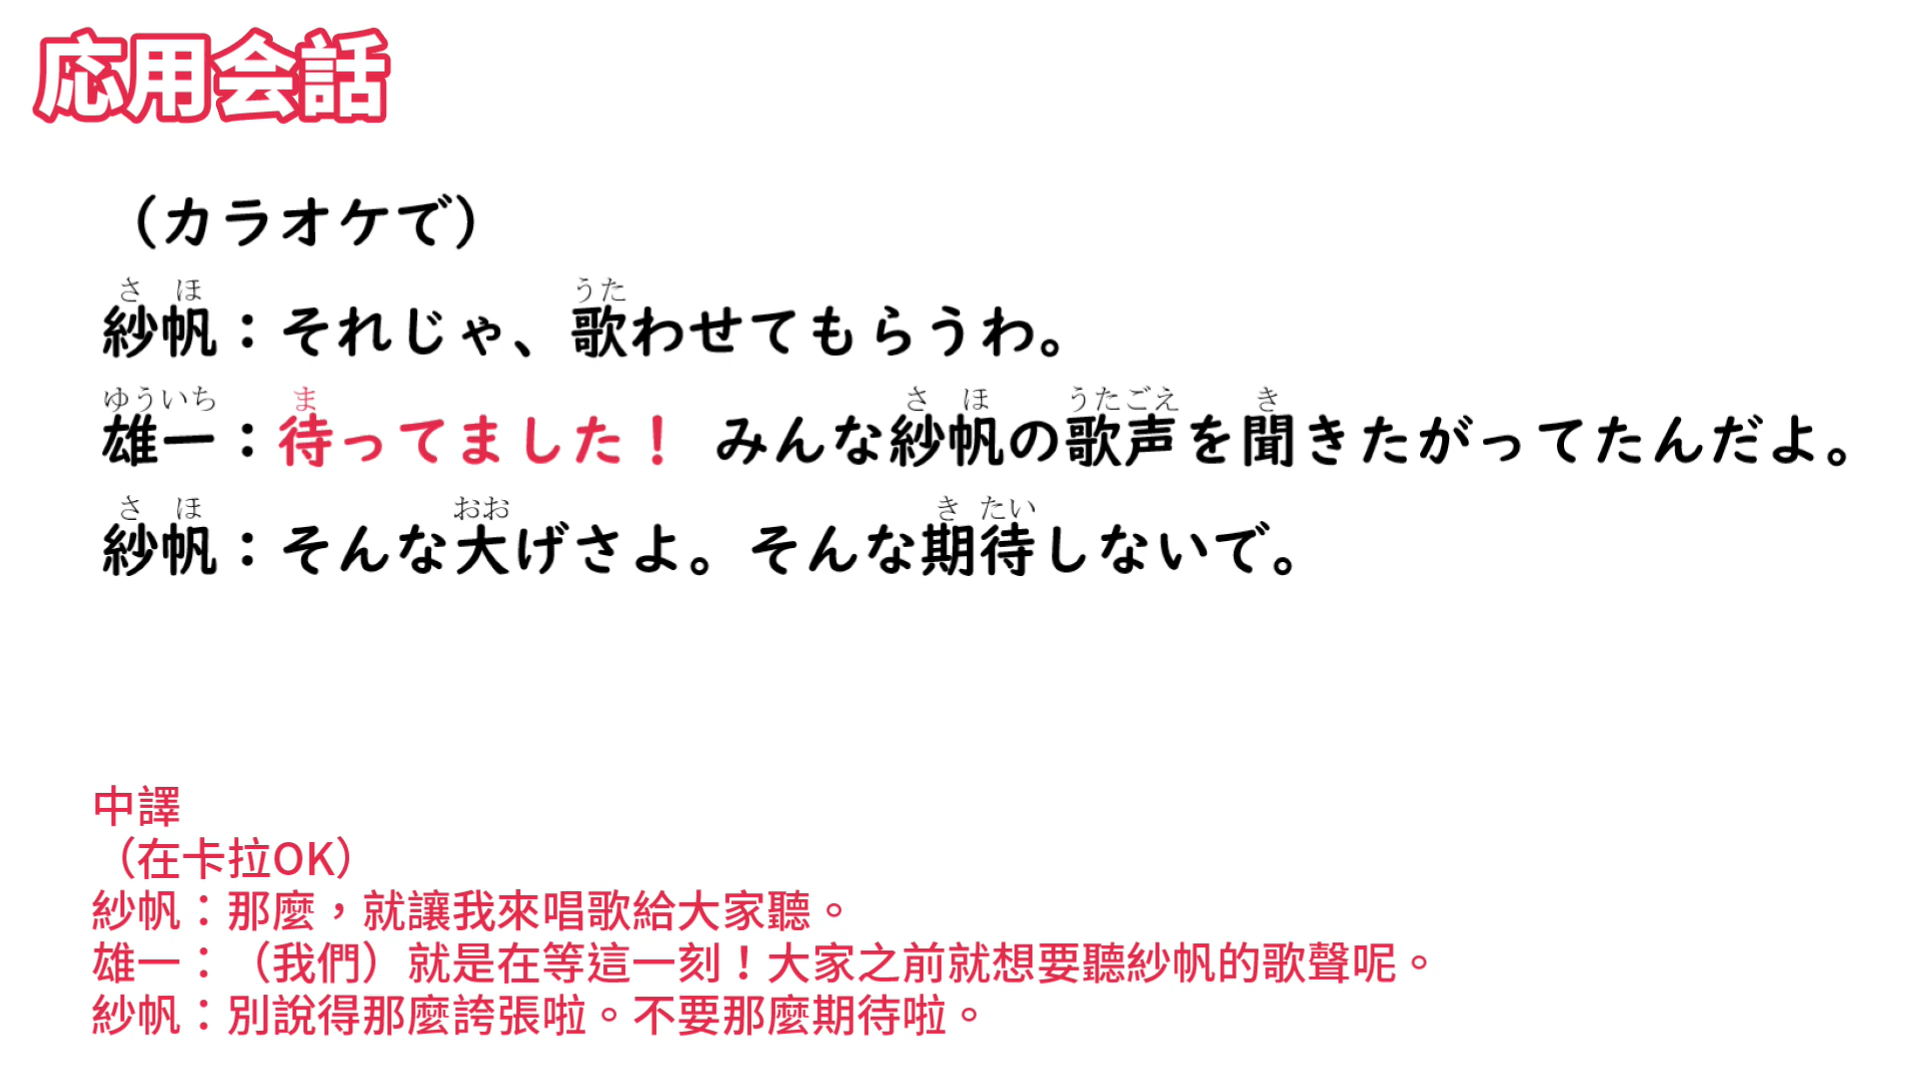 応用会話
（カラオケで）
さ ほ うた
紗帆：それじゃ、歌わせてもらうわ。
ゆういち ま さ ほ うたごえ き
雄一：待ってました！ みんな紗帆の歌声を聞きたがってたんだよ。
さ ほ おお き たい
紗帆：そんな大げさよ。そんな期待しないで。
中譯
（在卡拉OK）
紗帆：那麼，就讓我來唱歌給大家聽。
雄一：（我們）就是在等這一刻！大家之前就想要聽紗帆的歌聲呢。
紗帆：別說得那麼誇張啦。不要那麼期待啦。